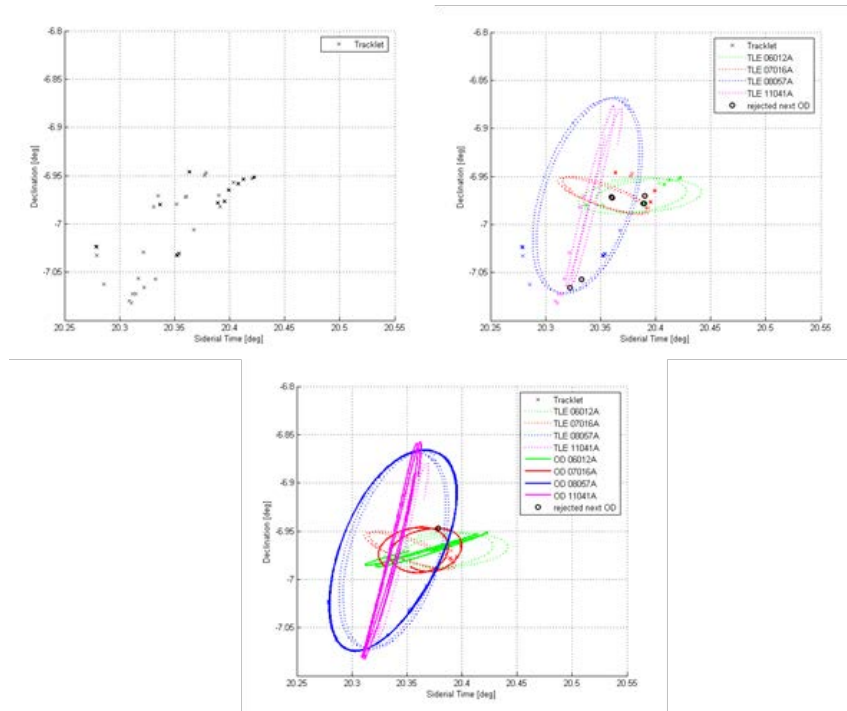 -6.8
-6.85
-6.9
-6.95
-7
-7.05
Declination [deg]
20.25 20.3 20.35 20.4 20.45 20.5 20.55
Siderial Time [deg]
Tracklet
-6.8
-6.85
-6.9
-6.95
-7
-7.05
Declination [deg]
20.25 20.3 20.35 20.4 20.45 20.5 20.55
Siderial Time [deg]
Tracklet
TLE 06012A
TLE 07016A
TLE 08057A
TLE 11041A
rejected next OD
-6.8
-6.85
-6.9
-6.95
-7
-7.05
Declination [deg]
20.25 20.3 20.35 20.4 20.45 20.5 20.55
Siderial Time [deg]
Tracklet
TLE 06012A
TLE 07016A
TLE 08057A
TLE 11041A
OD 06012A
OD 07016A
OD 08057A
OD 11041A
rejected next OD